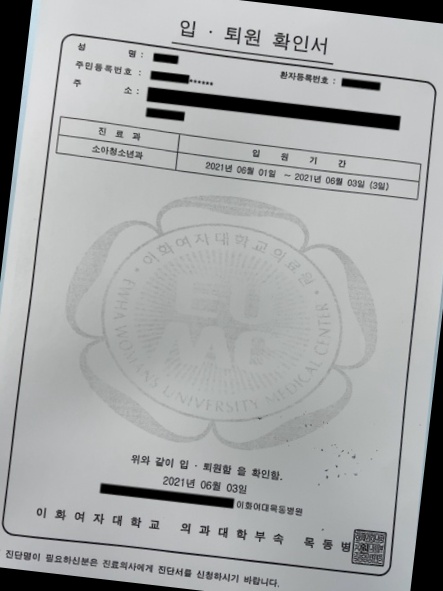 입 · 퇴원 확인서
성 명 :
환자등록번호 :
주민등록번호 : ******
주 소 :
진 료 과 입 원 기 간
소아청소년과 2021년 06월 01일 ~ 2021년 06월 03일 (3일)
이화여자대학교의료원
EUMC
EWHA WOMANS UNIVERSITY MEDICAL CENTER
위와 같이 입 · 퇴원함 을 확인함.
2021년 06월 03일
이화여대목동병원
이 화 여 자 대 학 교 의 과 대 학 부 속 목 동 병
진단명이 필요하신분은 진료의사에게 진단서를 신청하시기 바랍니다.